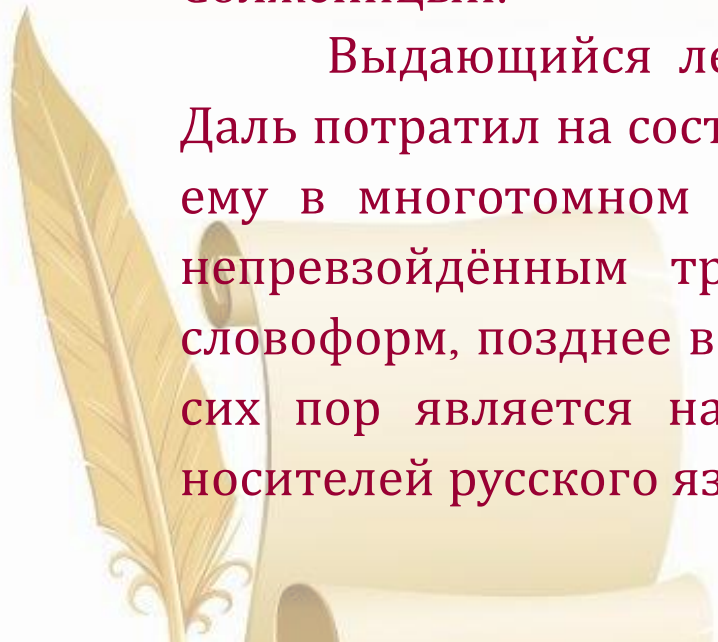 Выдающийся ле
Даль потратил на сост
ему в многотомном
непревзойдённым тр
словоформ, позднее в
сих пор является на
носителей русского яз